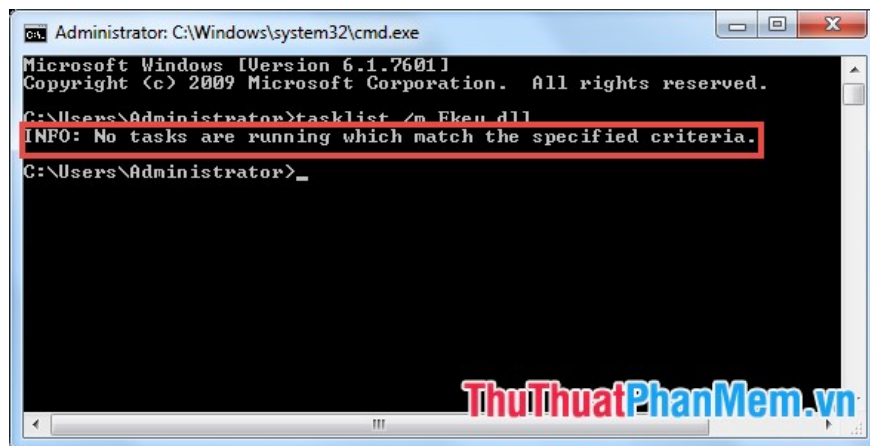 Administrator: C:\Windows\system32\cmd.exe
Microsoft Windows [Version 6.1.7601]
Copyright (c) 2009 Microsoft Corporation.  All rights reserved.
C:\Users\Administrator>tasklist /m Fkey.dll
INFO: No tasks are running which match the specified criteria.
C:\Users\Administrator>_
ThuThuatPhanMem.vn